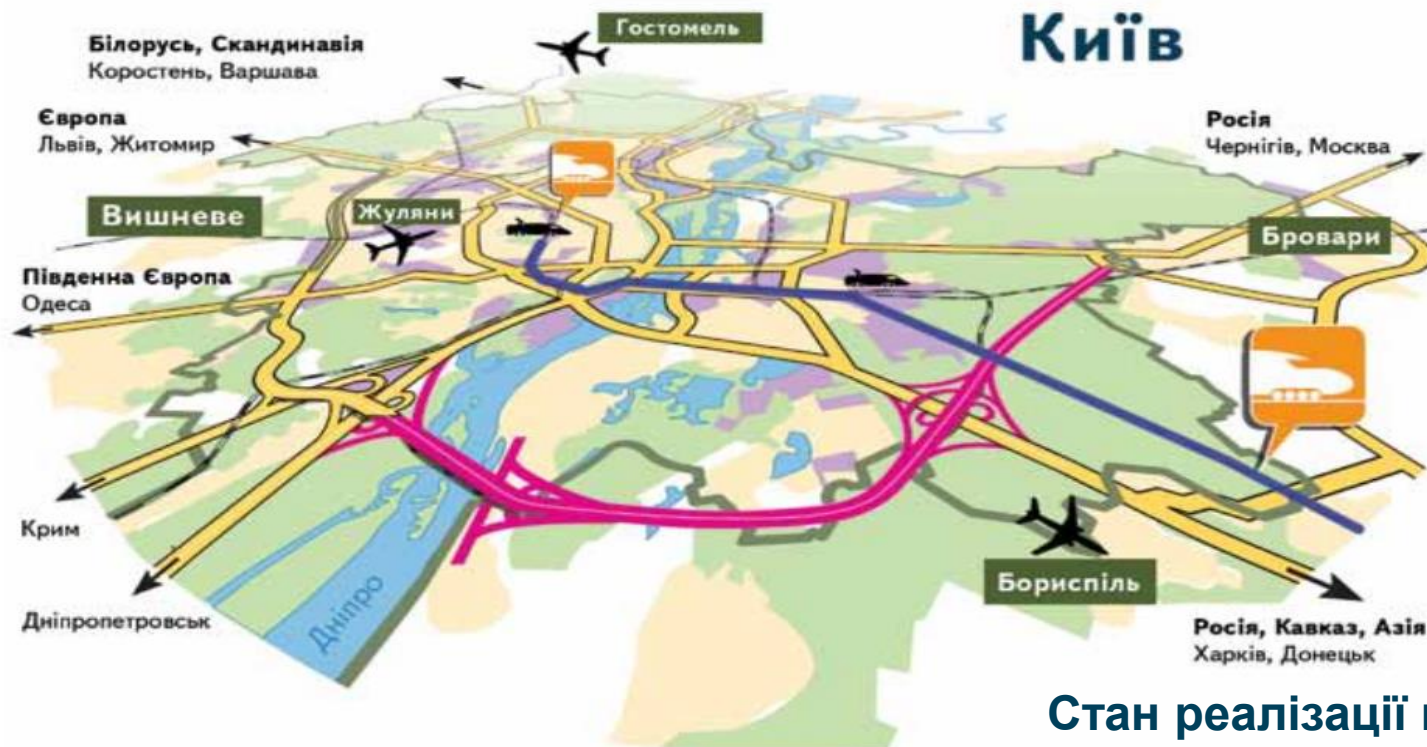 Київ
Гостомель
Білорусь, Скандинавія
Коростень, Варшава
Європа
Львів, Житомир
Росія
Чернігів, Москва
Вишневе
Жуляни
Бровари
Південна Європа
Одеса
Крим
Бориспіль
Дніпро
Дніпропетровськ
Росія, Кавказ, Азія
Харків, Донецьк
Стан реалізації